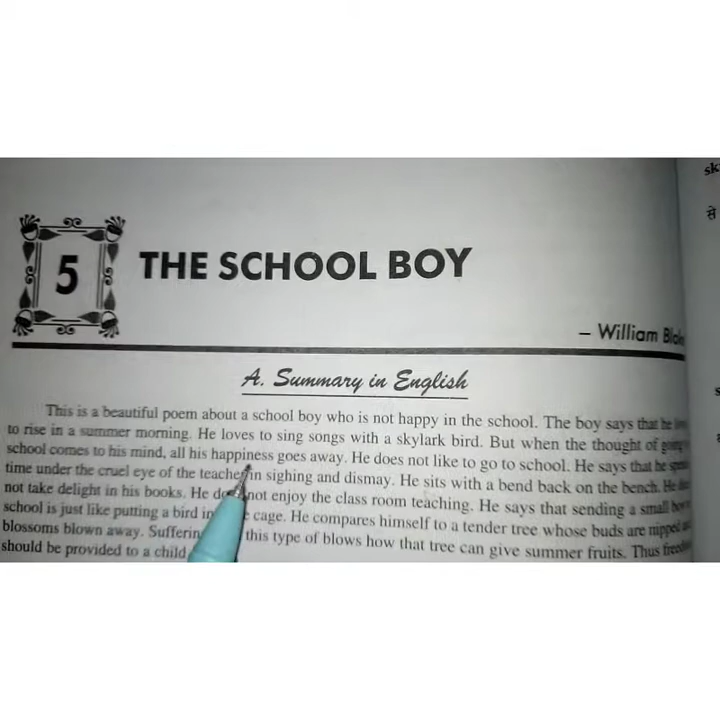 5
THE SCHOOL BOY
– William
A. Summary in English
This is a beautiful poem about a school boy who is not happy in the school. The boy says that he
to rise in a summer morning. He loves to sing songs with a skylark bird. But when the thought of
school comes to his mind, all his happiness goes away. He does not like to go to school. He says that he
time under the cruel eye of the teacher in sighing and dismay. He sits with a bend back on the bench. He
not take delight in his books. He not enjoy the class room teaching. He says that sending a small
school is just like putting a bird in cage. He compares himself to a tender tree whose buds are nipped
blossoms blown away. this type of blows how that tree can give summer fruits. Thus
should be provided to a child
से